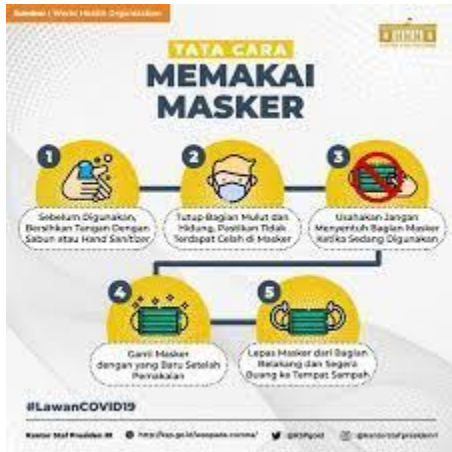 Sumber : World Health Organization
TATA CARA
MEMAKAI
MASKER
1
Sebelum Digunakan,
Bersihkan Tangan Dengan
Sabun atau Hand Sanitizer
2
Tutup Bagian Mulut dan
Hidung, Pastikan Tidak
Terdapat Celah di Masker
3
Usahakan Jangan
Menyentuh Bagian Masker
Ketika Sedang Digunakan
4
Ganti Masker
dengan yang Baru Setelah
Pemakaian
5
Lepas Masker dari Bagian
Belakang dan Segera
Buang ke Tempat Sampah
#LawanCOVID19
Kantor Staf Presiden RI
@KSPgoid
@kantorstafpresidenri